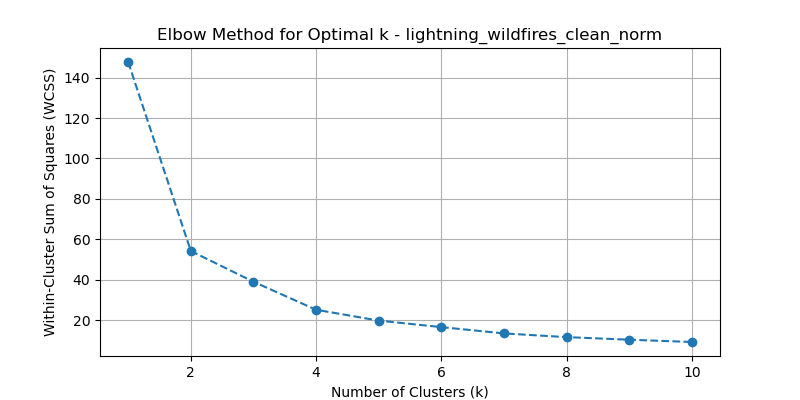 Elbow Method for Optimal k - lightning_wildfires_clean_norm
Within-Cluster Sum of Squares (WCSS)
140
120
100
80
60
40
20
2 4 6 8 10
Number of Clusters (k)